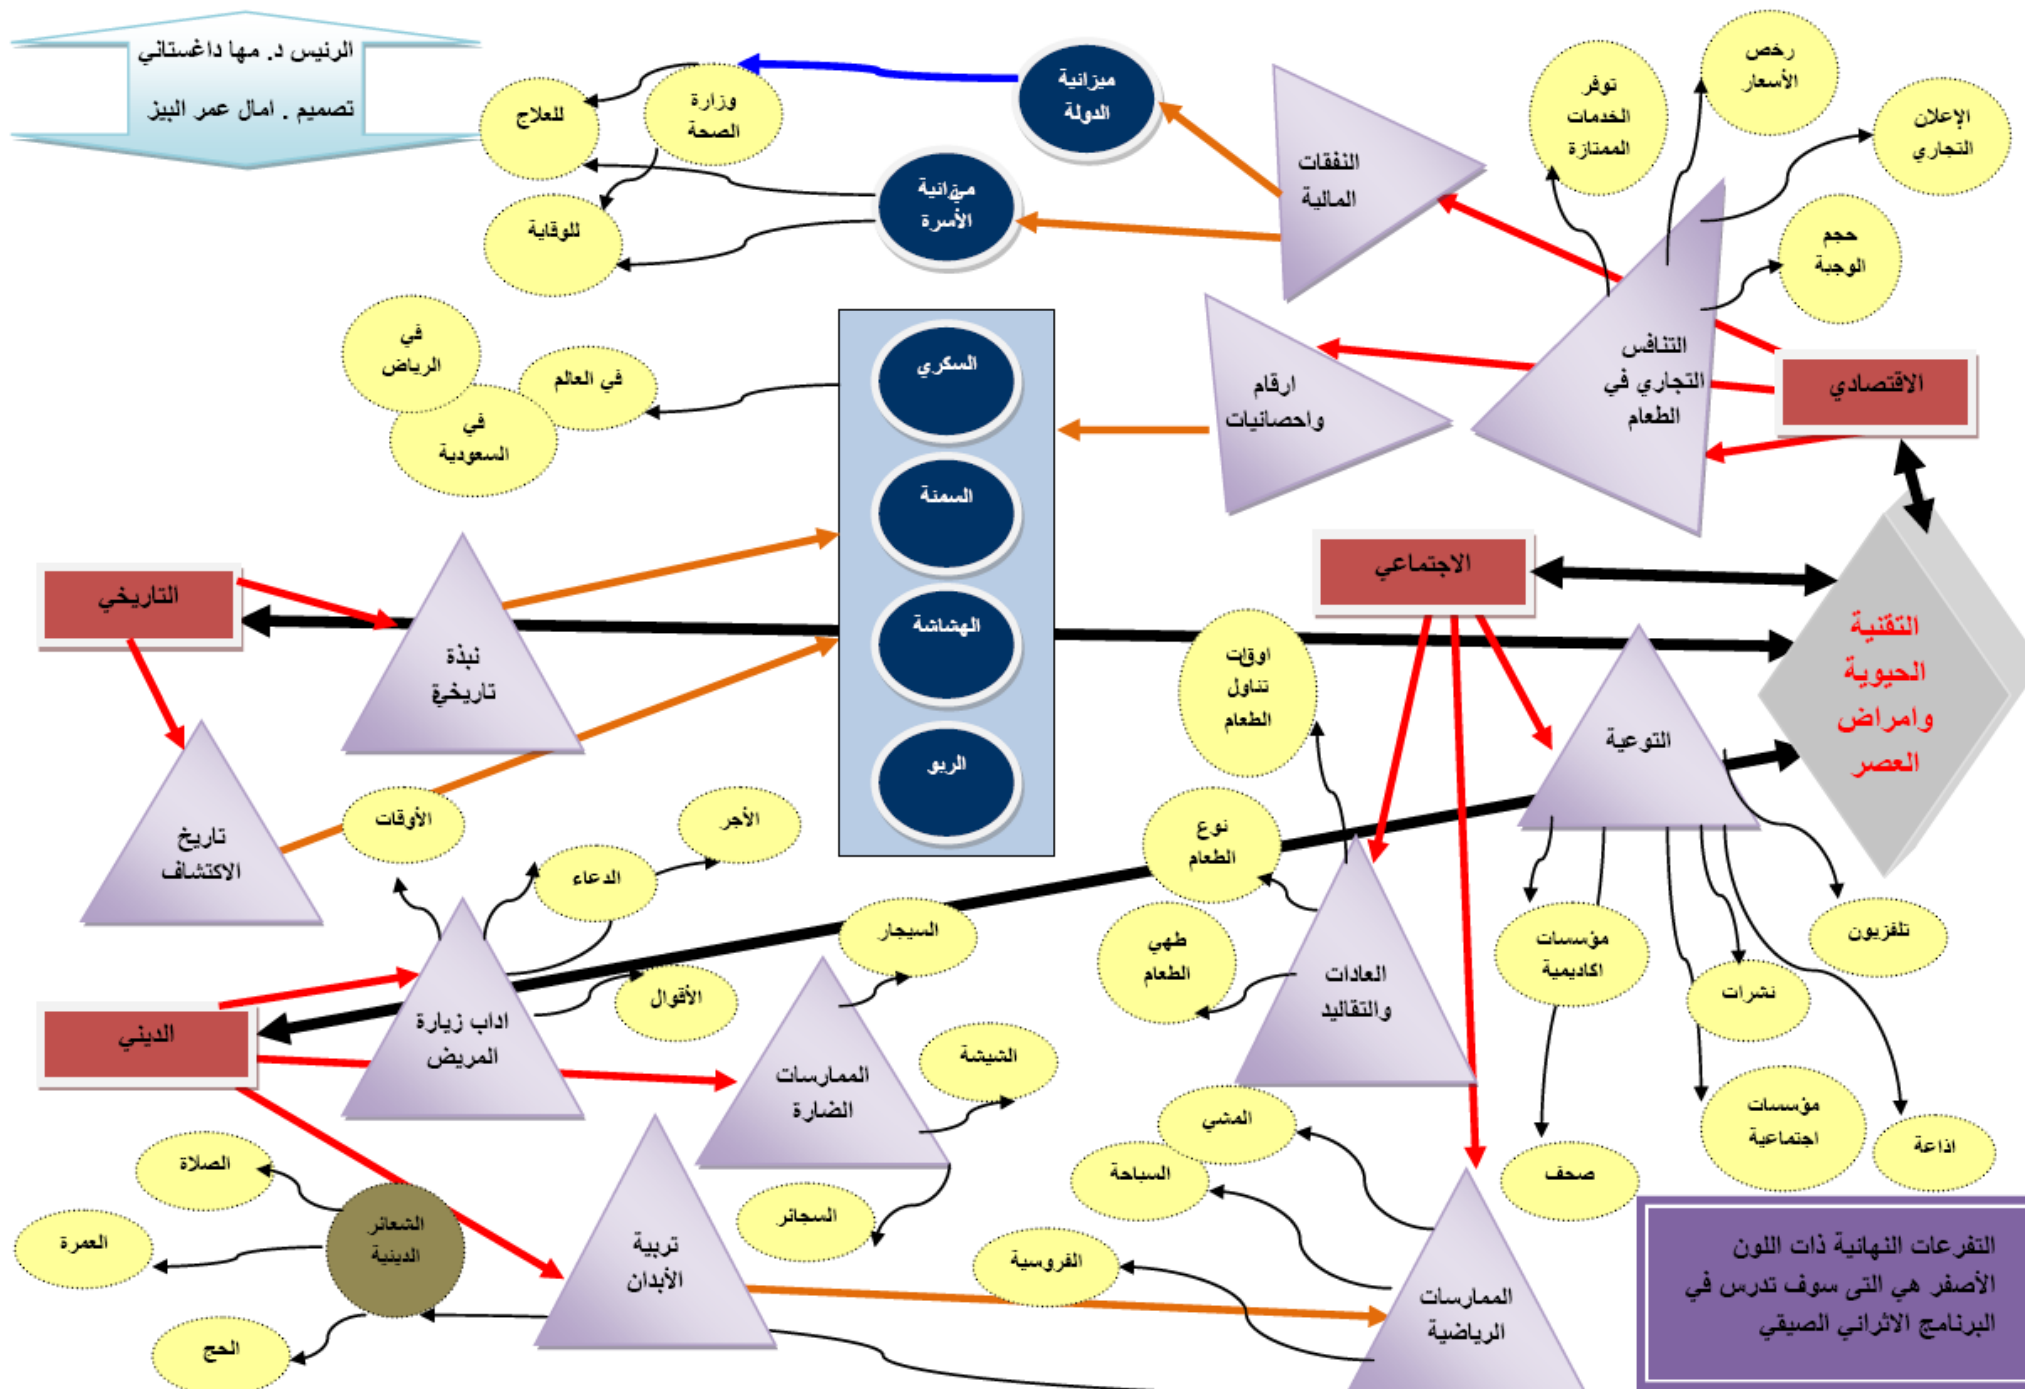 الرئيس د. مها داغستاني
تصميم . امال عمر البيز
ميزانية
الدولة
وزارة
الصحة
للعلاج
للوقاية
ميزانية
الأسرة
النفقات
المالية
توفر
الخدمات
الممتازة
رخص
الأسعار
الإعلان
التجاري
حجم
الوجبة
التنافس
التجاري في
الطعام
الاقتصادي
ارقام
واحصائيات
السكري
السمنة
الهشاشة
الربو
في العالم
في
السعودية
في
الرياض
التقنية
الحيوية
وامراض
العصر
الاجتماعي
التوعية
تلفزيون
اذاعة
نشرات
مؤسسات
اجتماعية
مؤسسات
اكاديمية
صحف
العادات
والتقاليد
اوقات
تناول
الطعام
نوع
الطعام
طهي
الطعام
الممارسات
الرياضية
المشي
السباحة
الفروسية
التاريخي
نبذة
تاريخية
تاريخ
الاكتشاف
الديني
اداب زيارة
المريض
الأوقات
الدعاء
الأجر
الأقوال
الممارسات
الضارة
السيجار
الشيشة
السجائر
تربية
الأبدان
الشعائر
الدينية
الصلاة
العمرة
الحج
التفرعات النهائية ذات اللون
الأصفر هي التى سوف تدرس في
البرنامج الاثرائي الصيفي